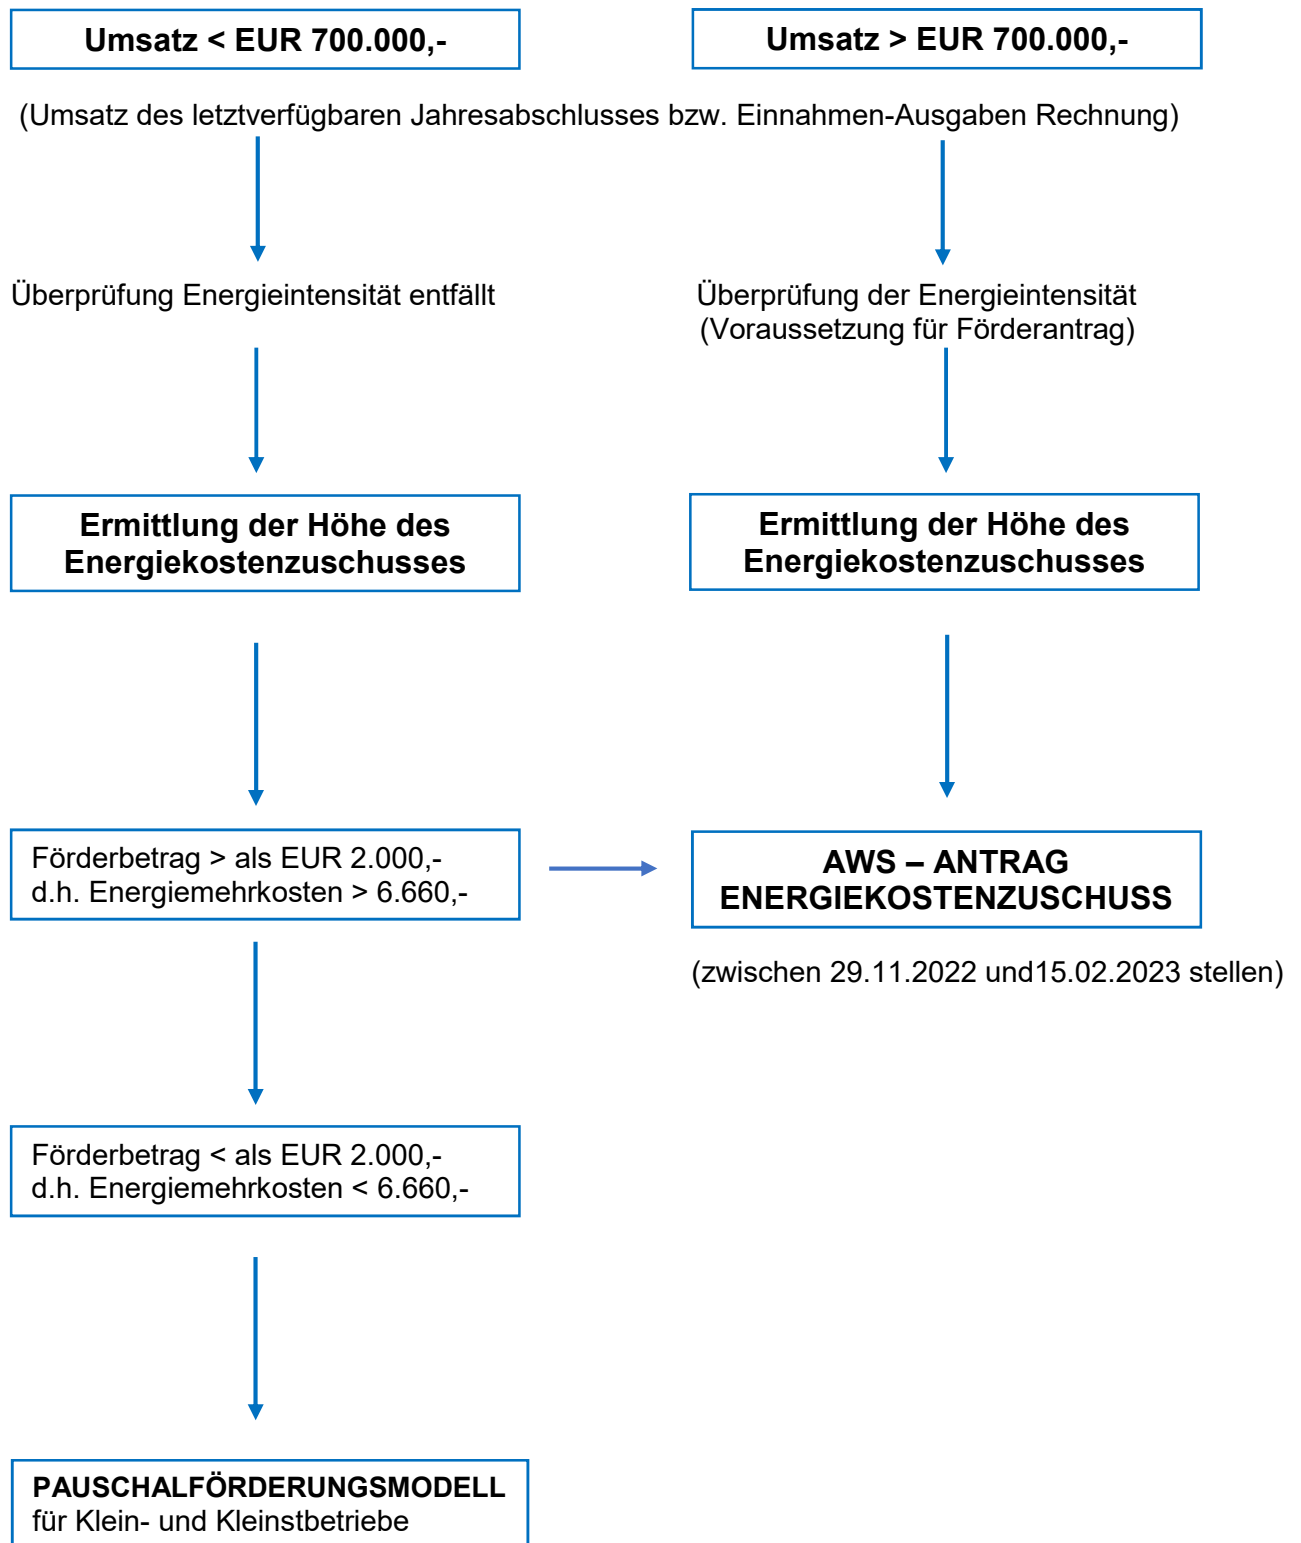 Umsatz < EUR 700.000,-
Umsatz > EUR 700.000,-
(Umsatz des letztverfügbaren Jahresabschlusses bzw. Einnahmen-Ausgaben Rechnung)
Überprüfung Energieintensität entfällt
Überprüfung der Energieintensität
(Voraussetzung für Förderantrag)
Ermittlung der Höhe des
Energiekostenzuschusses
Ermittlung der Höhe des
Energiekostenzuschusses
Förderbetrag > als EUR 2.000,-
d.h. Energiemehrkosten > 6.660,-
AWS – ANTRAG
ENERGIEKOSTENZUSCHUSS
(zwischen 29.11.2022 und15.02.2023 stellen)
Förderbetrag < als EUR 2.000,-
d.h. Energiemehrkosten < 6.660,-
PAUSCHALFÖRDERUNGSMODELL
für Klein- und Kleinstbetriebe